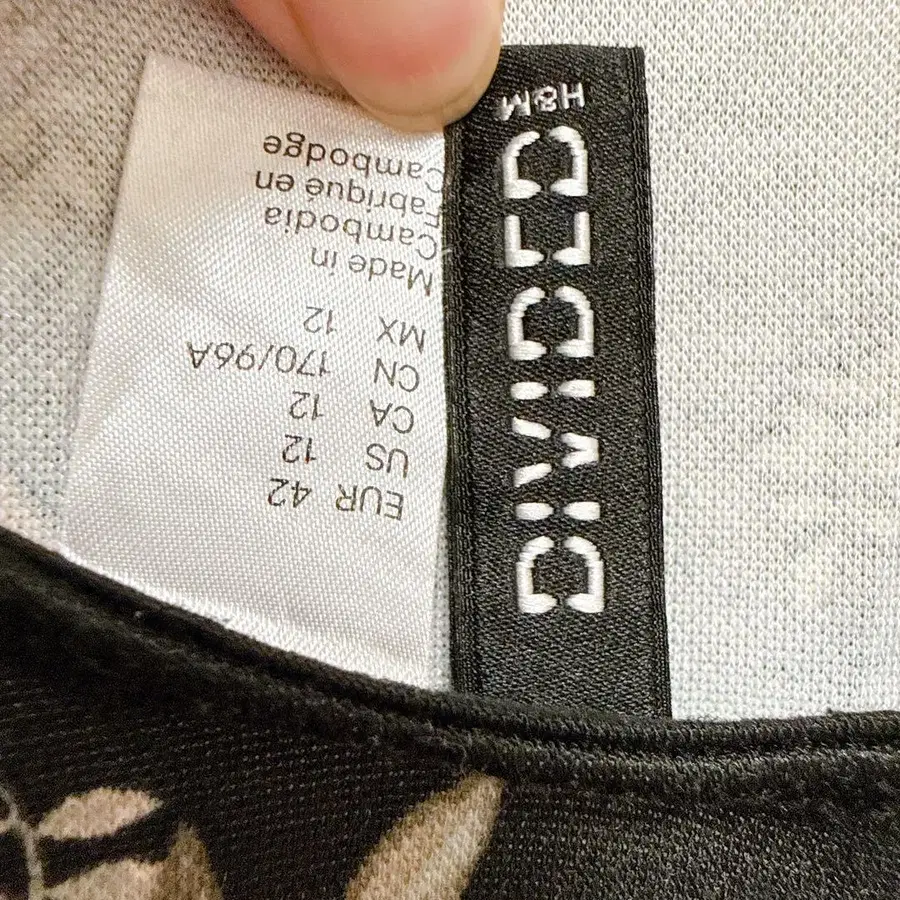 EUR 42
US 12
CA 12
CN 170/96A
MX 12
Made in
Cambodia
Fabriqué en
Cambodge
DIVIDED
H&M